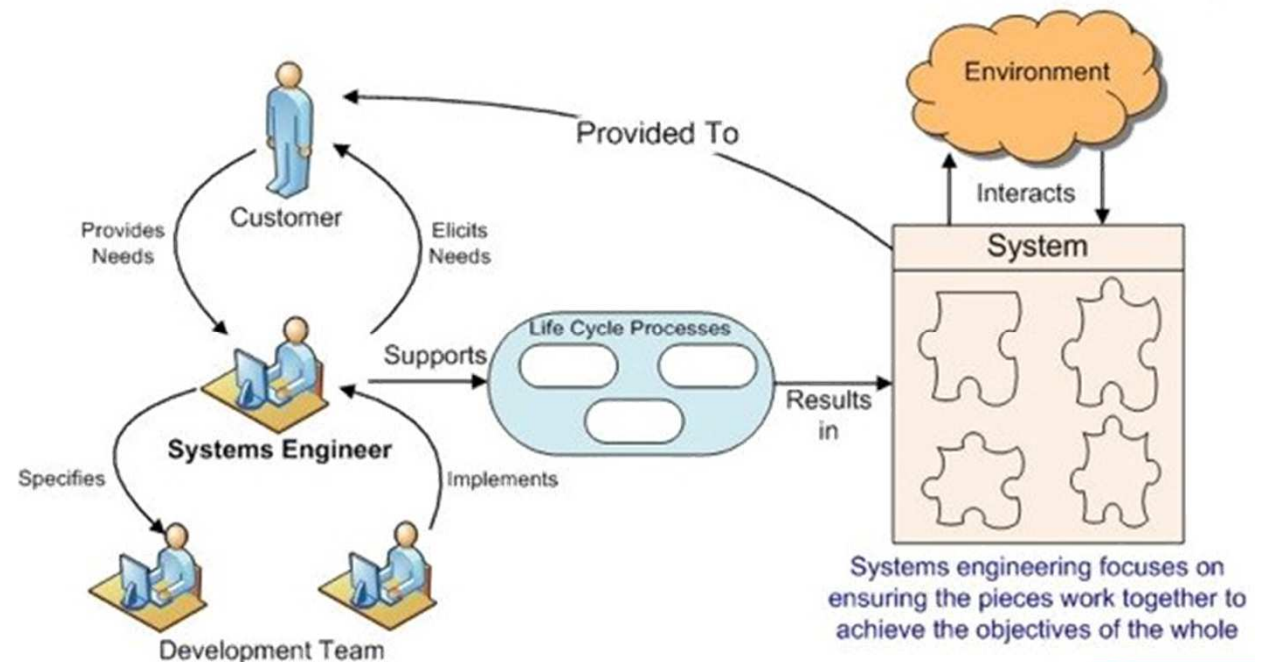 Environment
Provided To
Interacts
Customer
Provides
Needs
Elicits
Needs
System
Life Cycle Processes
Supports
Results
in
Systems Engineer
Specifies
Implements
Development Team
Systems engineering focuses on
ensuring the pieces work together to
achieve the objectives of the whole